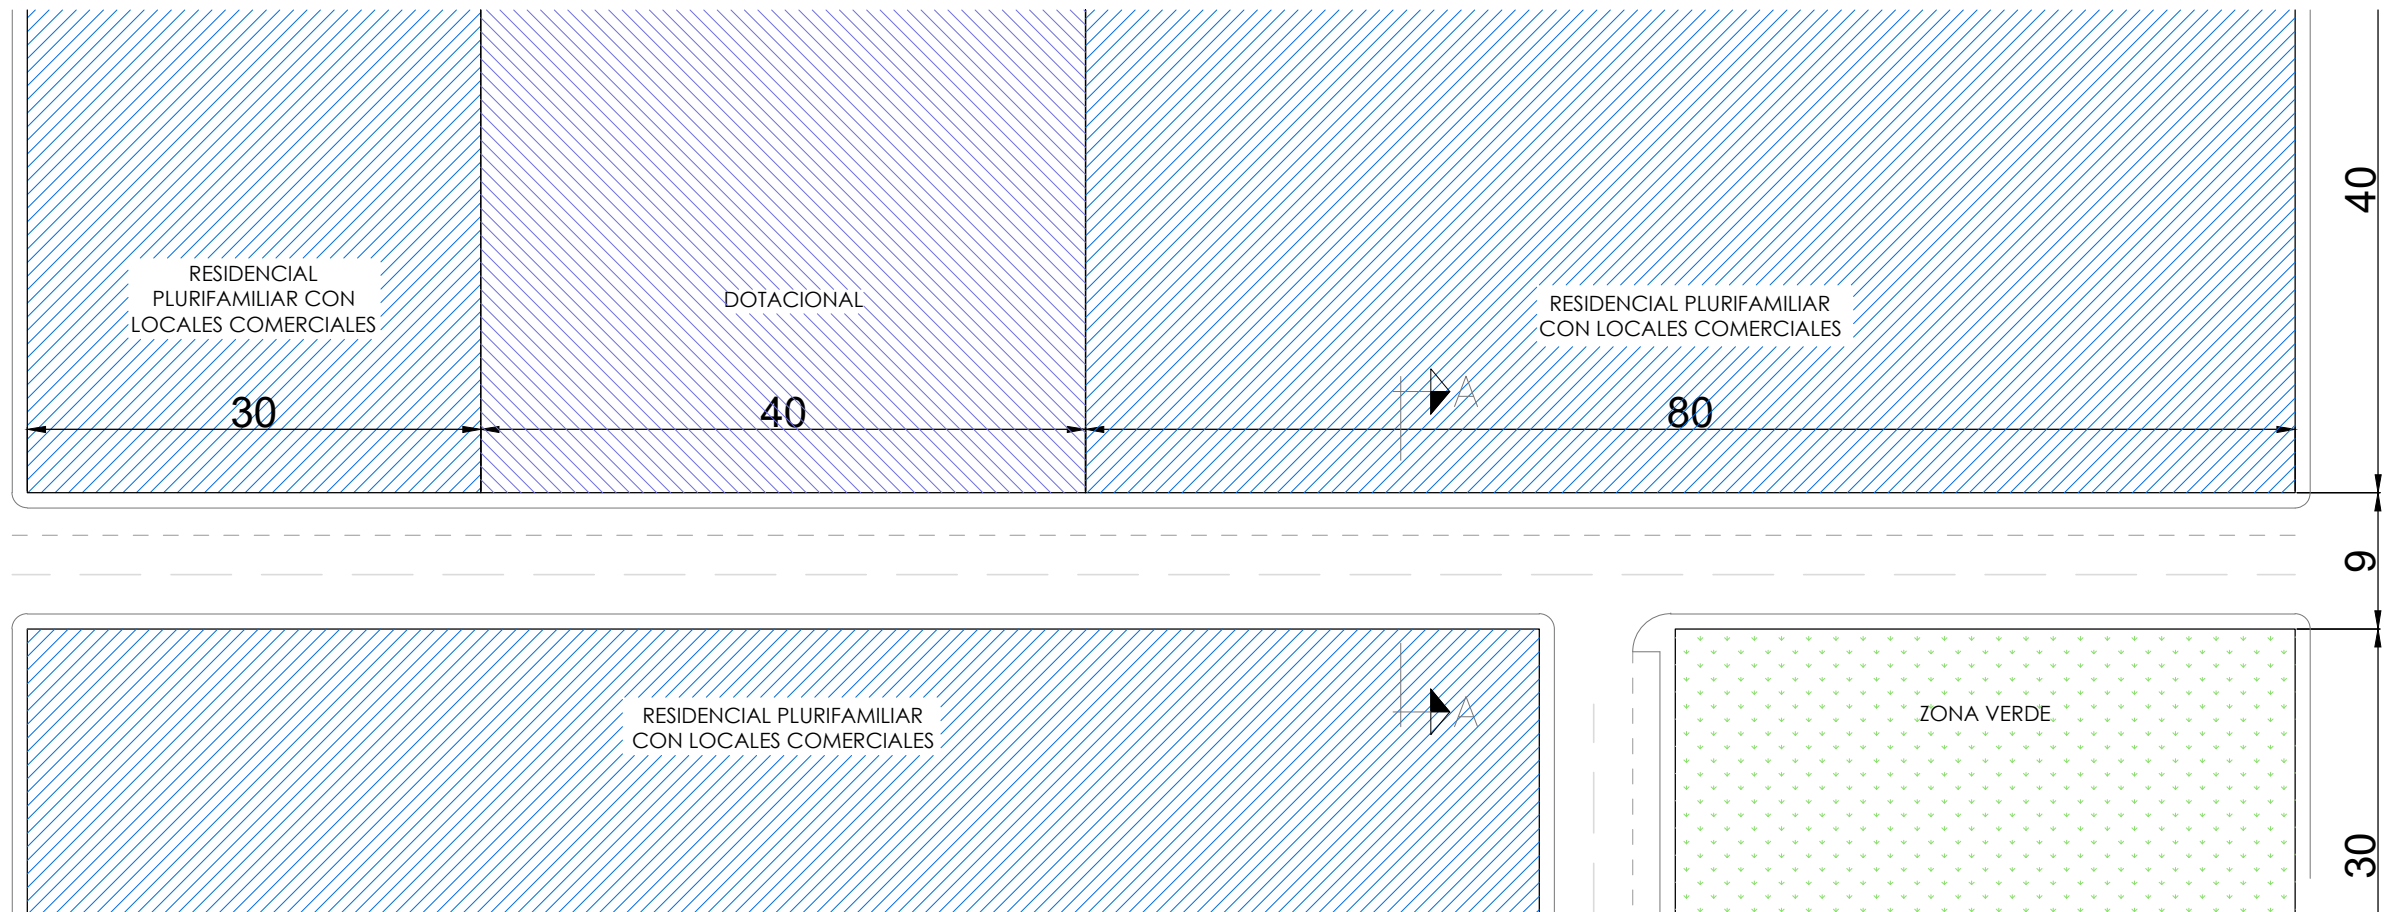 40
RESIDENCIAL
PLURIFAMILIAR CON
LOCALES COMERCIALES
DOTACIONAL
RESIDENCIAL PLURIFAMILIAR
CON LOCALES COMERCIALES
A
30
40
80
9
RESIDENCIAL PLURIFAMILIAR
CON LOCALES COMERCIALES
A
ZONA VERDE
30